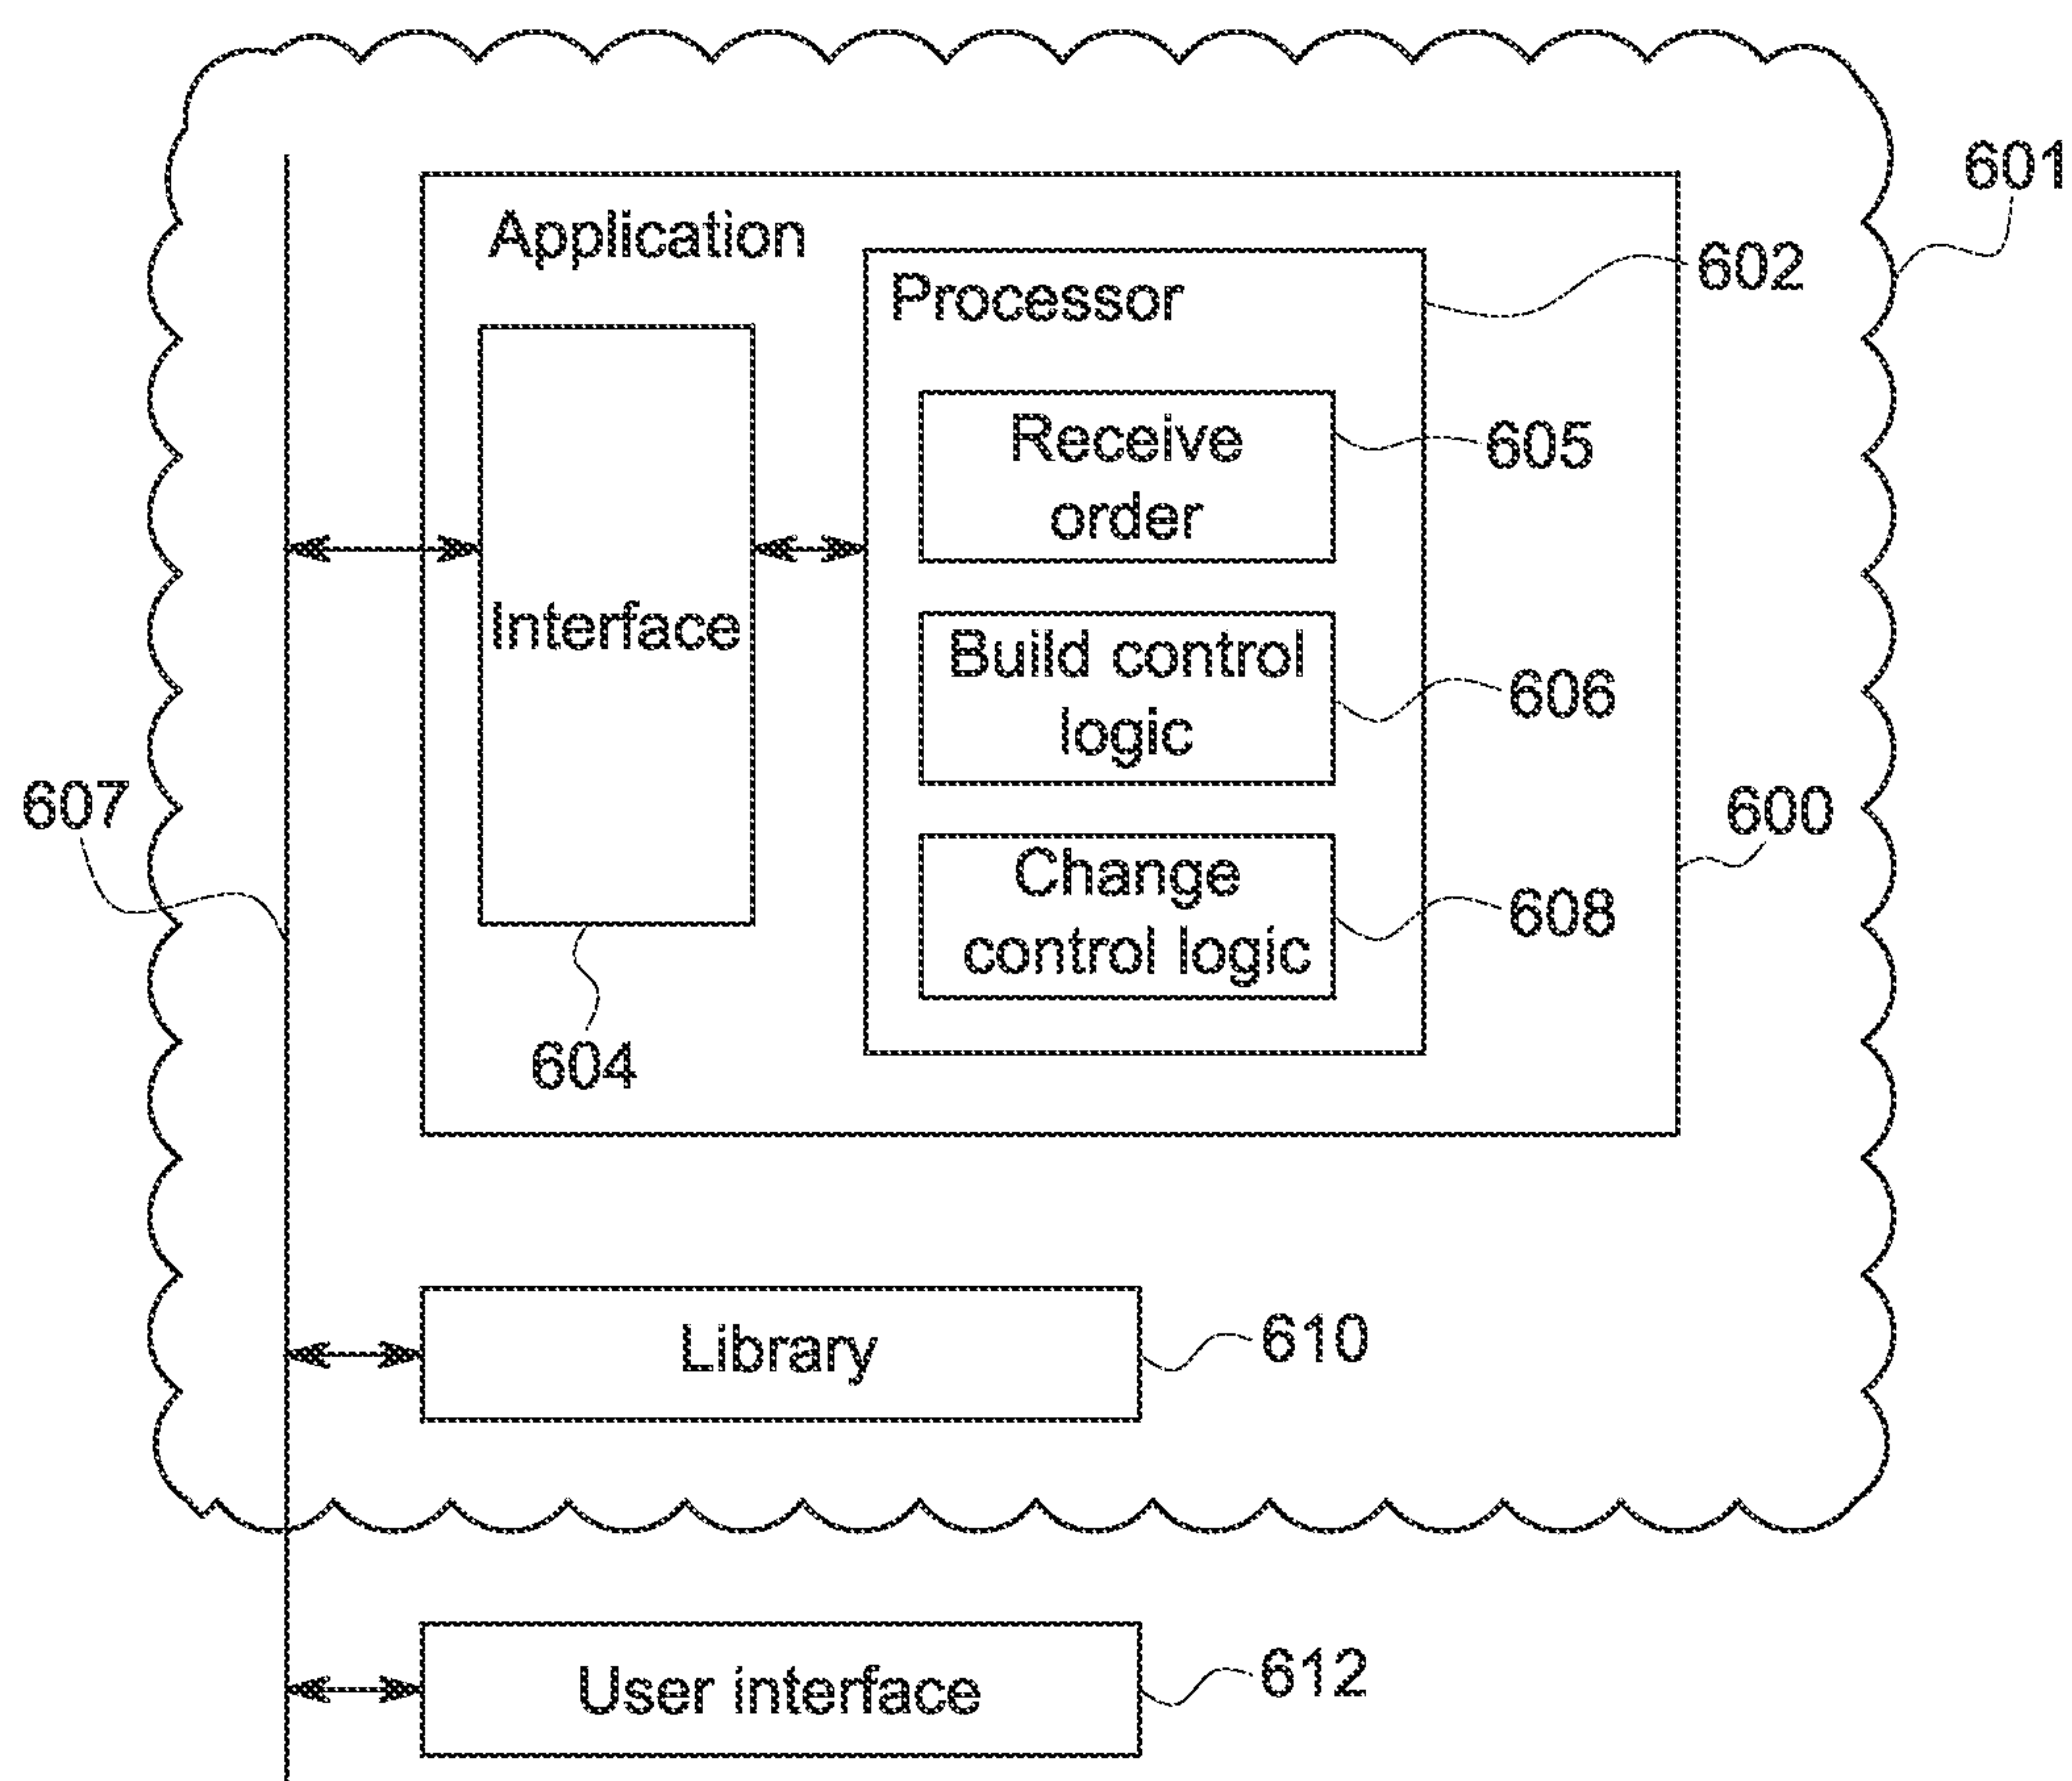 601
Application
602
Processor
Receive
order
605
Interface
Build control
logic
606
607
600
Change
control logic
608
604
Library
610
User interface
612